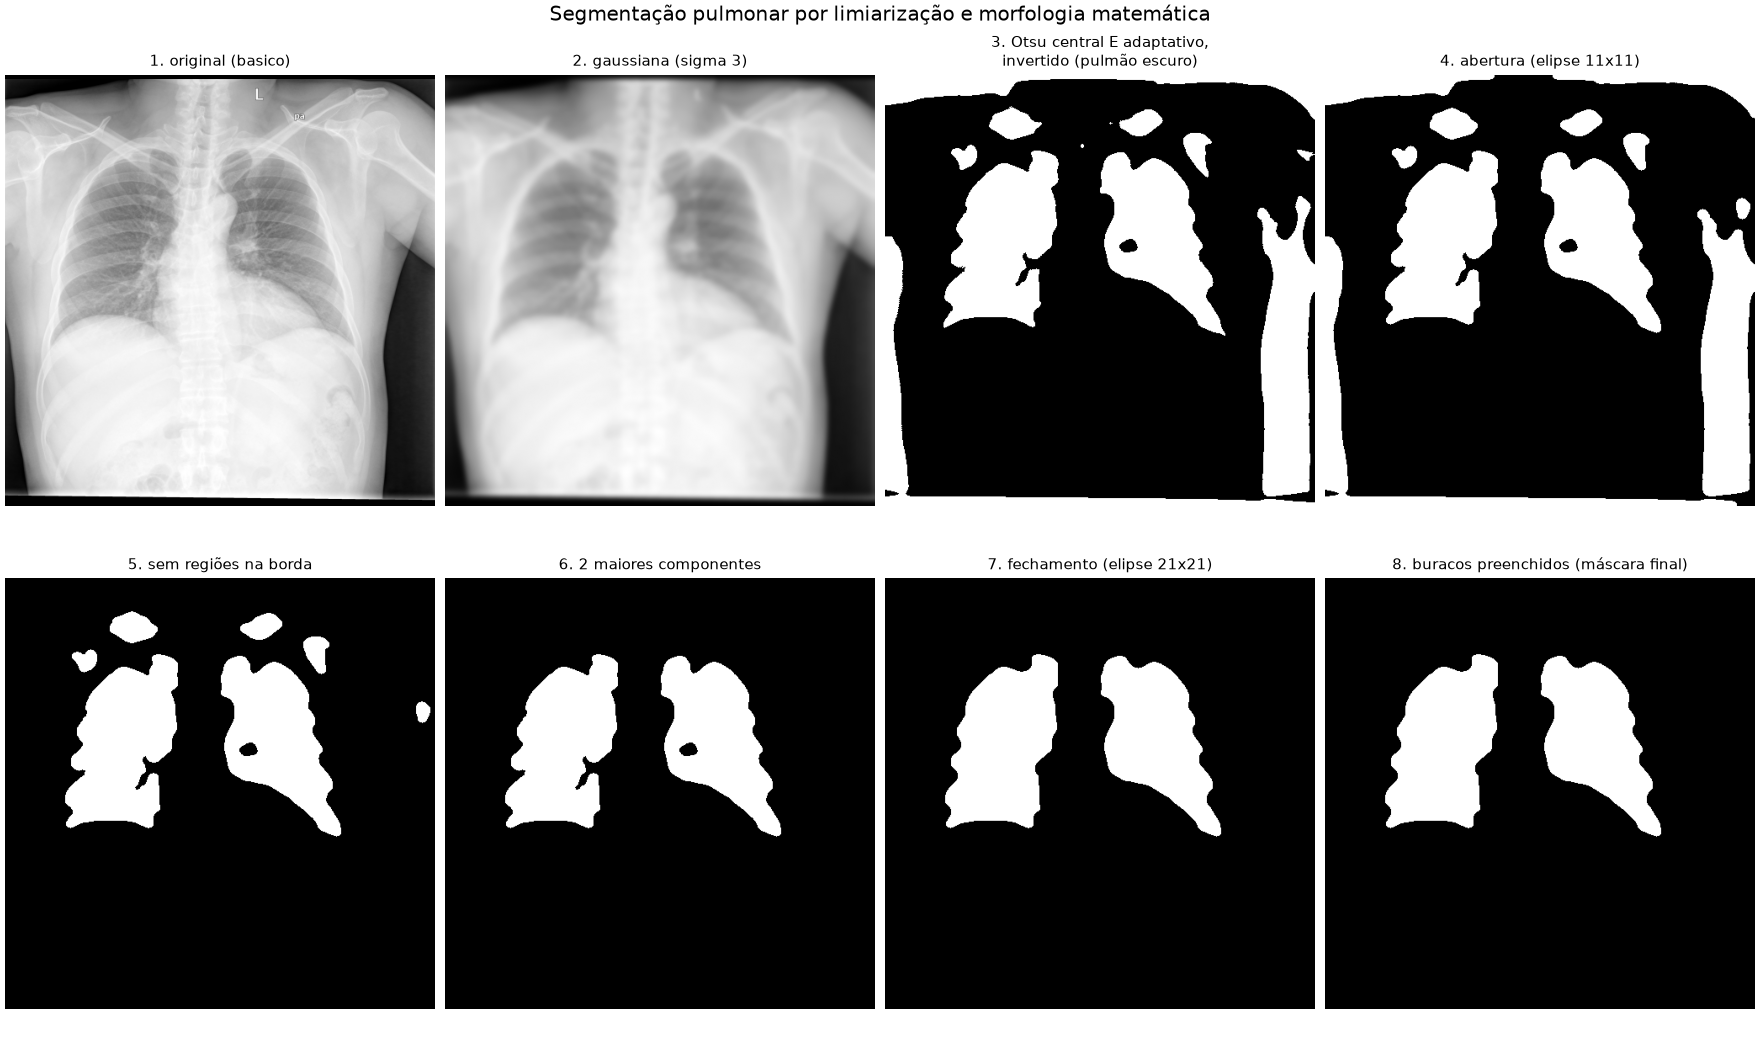 Segmentação pulmonar por limiarização e morfologia matemática
1. original (basico)
2. gaussiana (sigma 3)
3. Otsu central E adaptativo,
invertido (pulmão escuro)
4. abertura (elipse 11x11)
L
pa
5. sem regiões na borda
6. 2 maiores componentes
7. fechamento (elipse 21x21)
8. buracos preenchidos (máscara final)